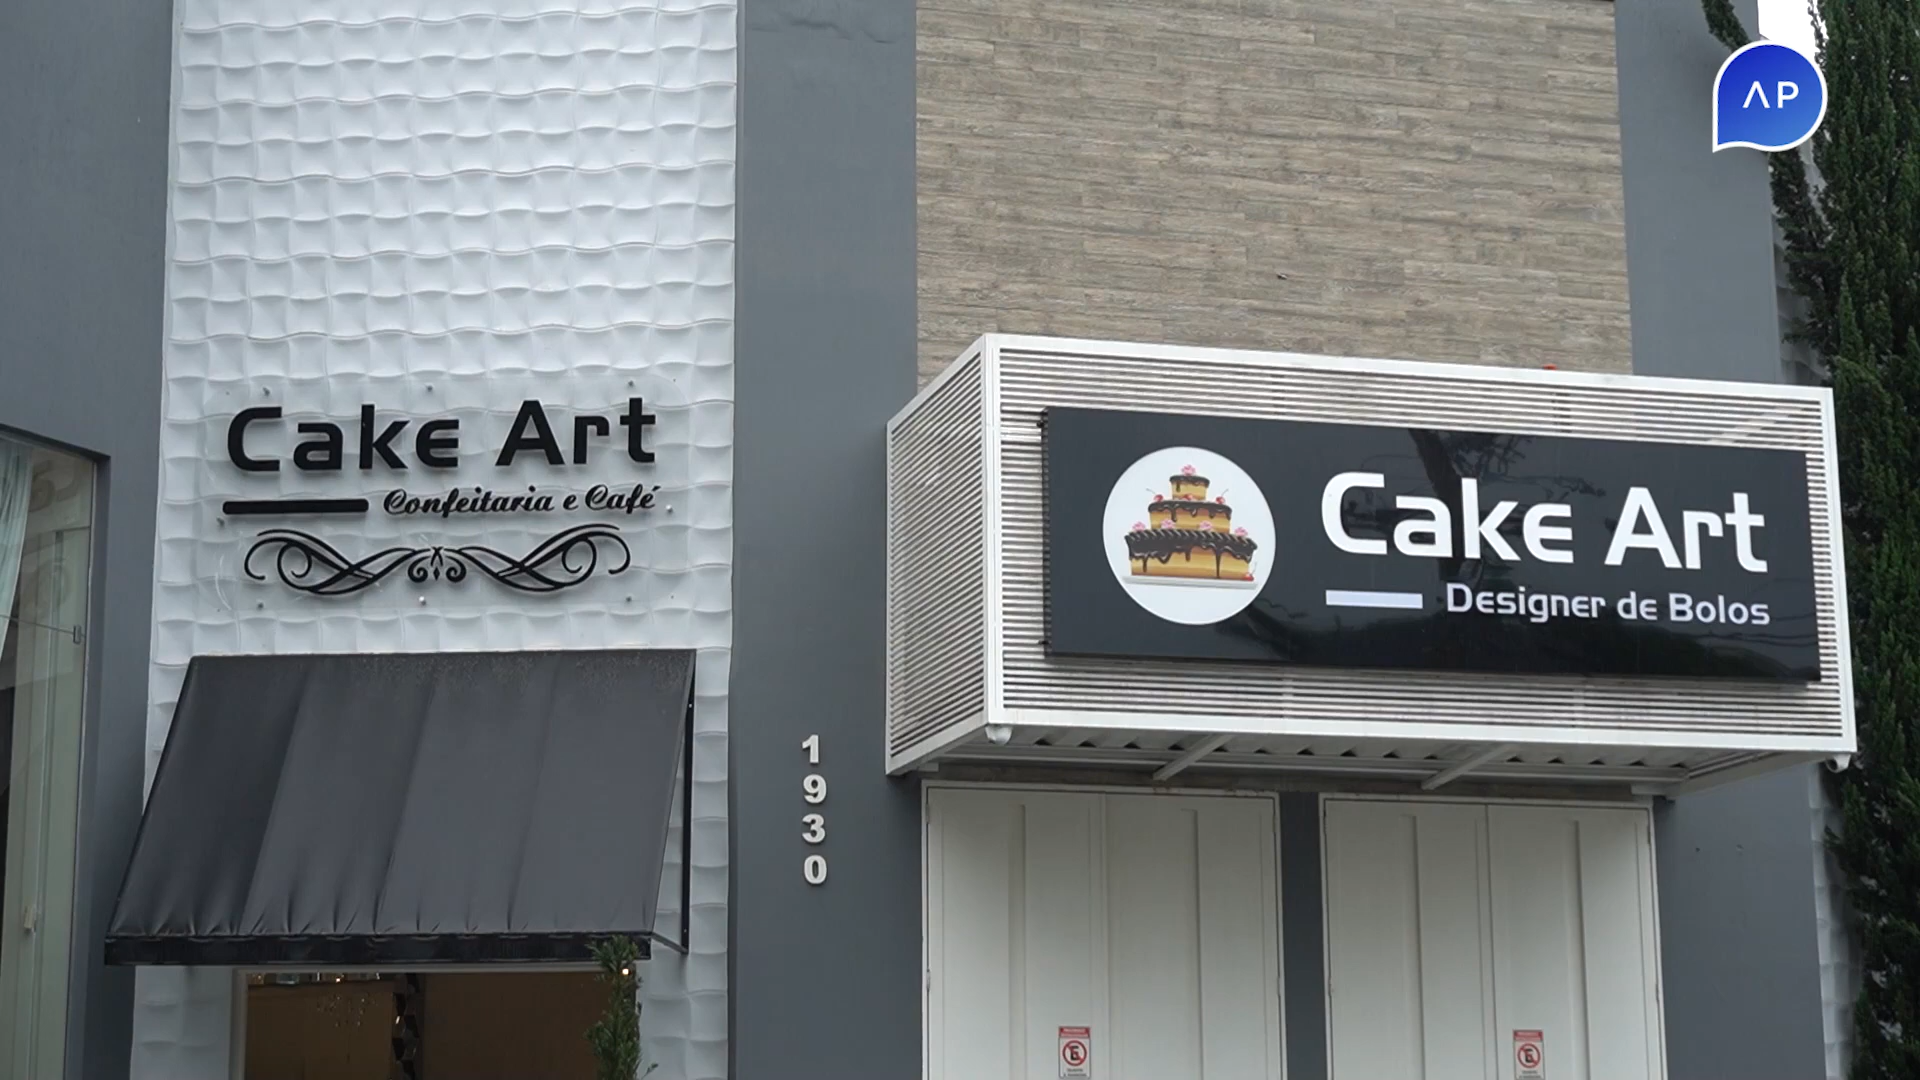 AP
Cake Art
Confeitaria e Café
Cake Art
Designer de Bolos
1930